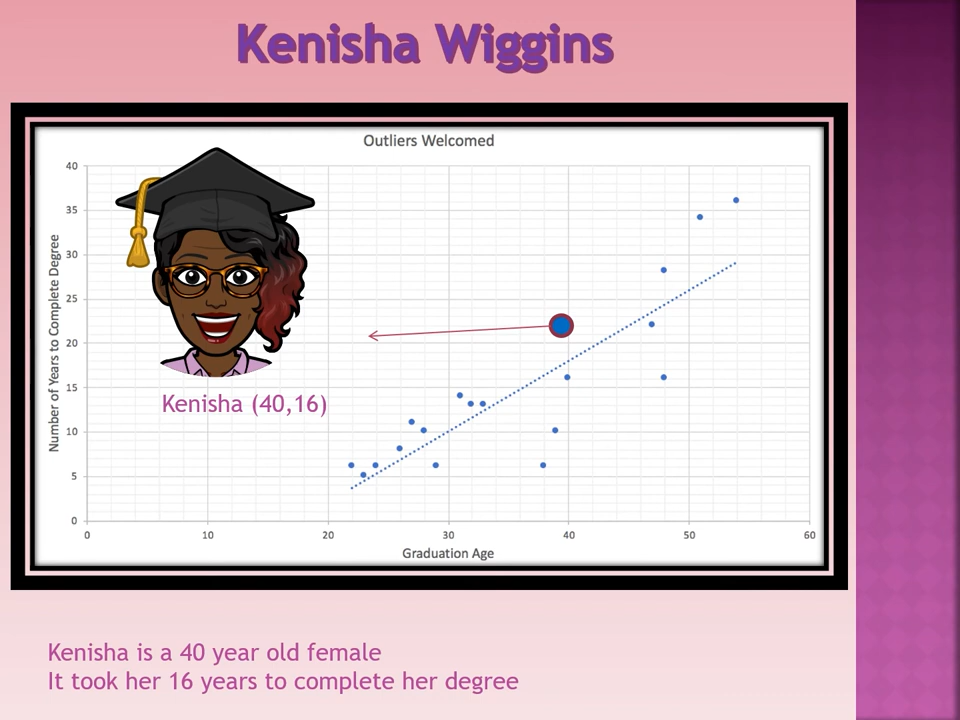 Kenisha Wiggins
Outliers Welcomed
Number of Years to Complete Degree
40
35
30
25
20
15
10
5
0
Kenisha (40,16)
0 10 20 30 40 50 60
Graduation Age
Kenisha is a 40 year old female
It took her 16 years to complete her degree